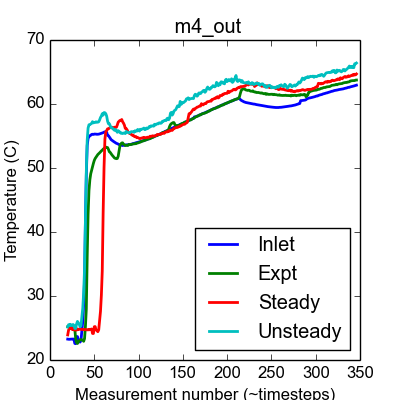 m4_out
70
60
50
40
30
20
Temperature (C)
Inlet
Expt
Steady
Unsteady
0 50 100 150 200 250 300 350
Measurement number (~timesteps)